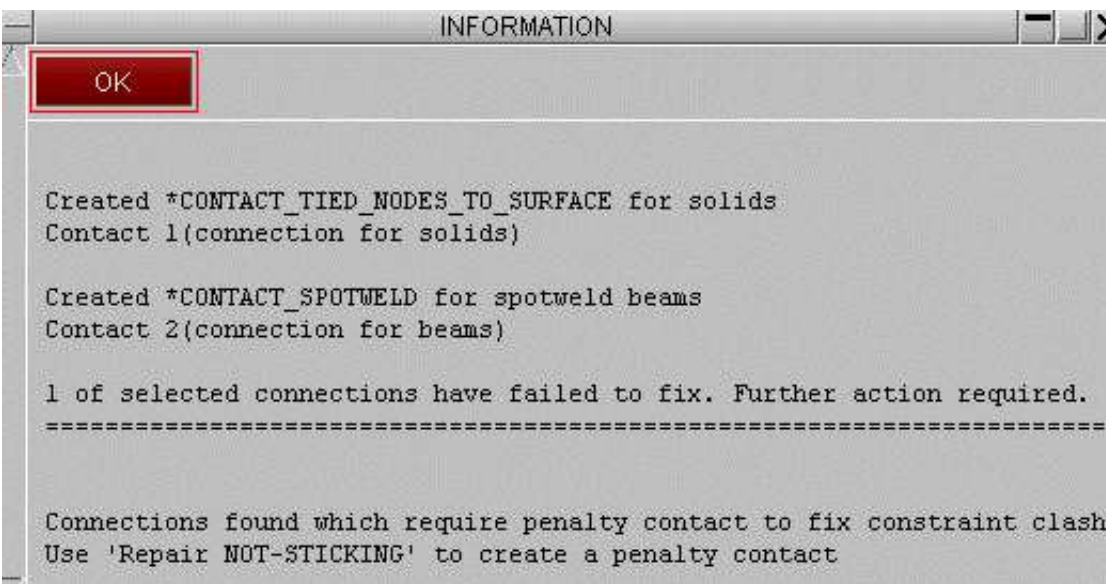 INFORMATION
OK
Created *CONTACT_TIED_NODES_TO_SURFACE for solids
Contact 1(connection for solids)
Created *CONTACT_SPOTWELD for spotweld beams
Contact 2(connection for beams)
1 of selected connections have failed to fix. Further action required.
======================================================================
Connections found which require penalty contact to fix constraint clash
Use 'Repair NOT-STICKING' to create a penalty contact